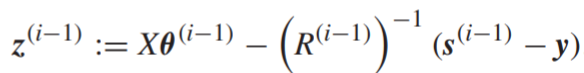 z^{(i−1)} := Xθ^{(i−1)} − (R^{(i−1)})^{−1} (s^{(i−1)} − y)